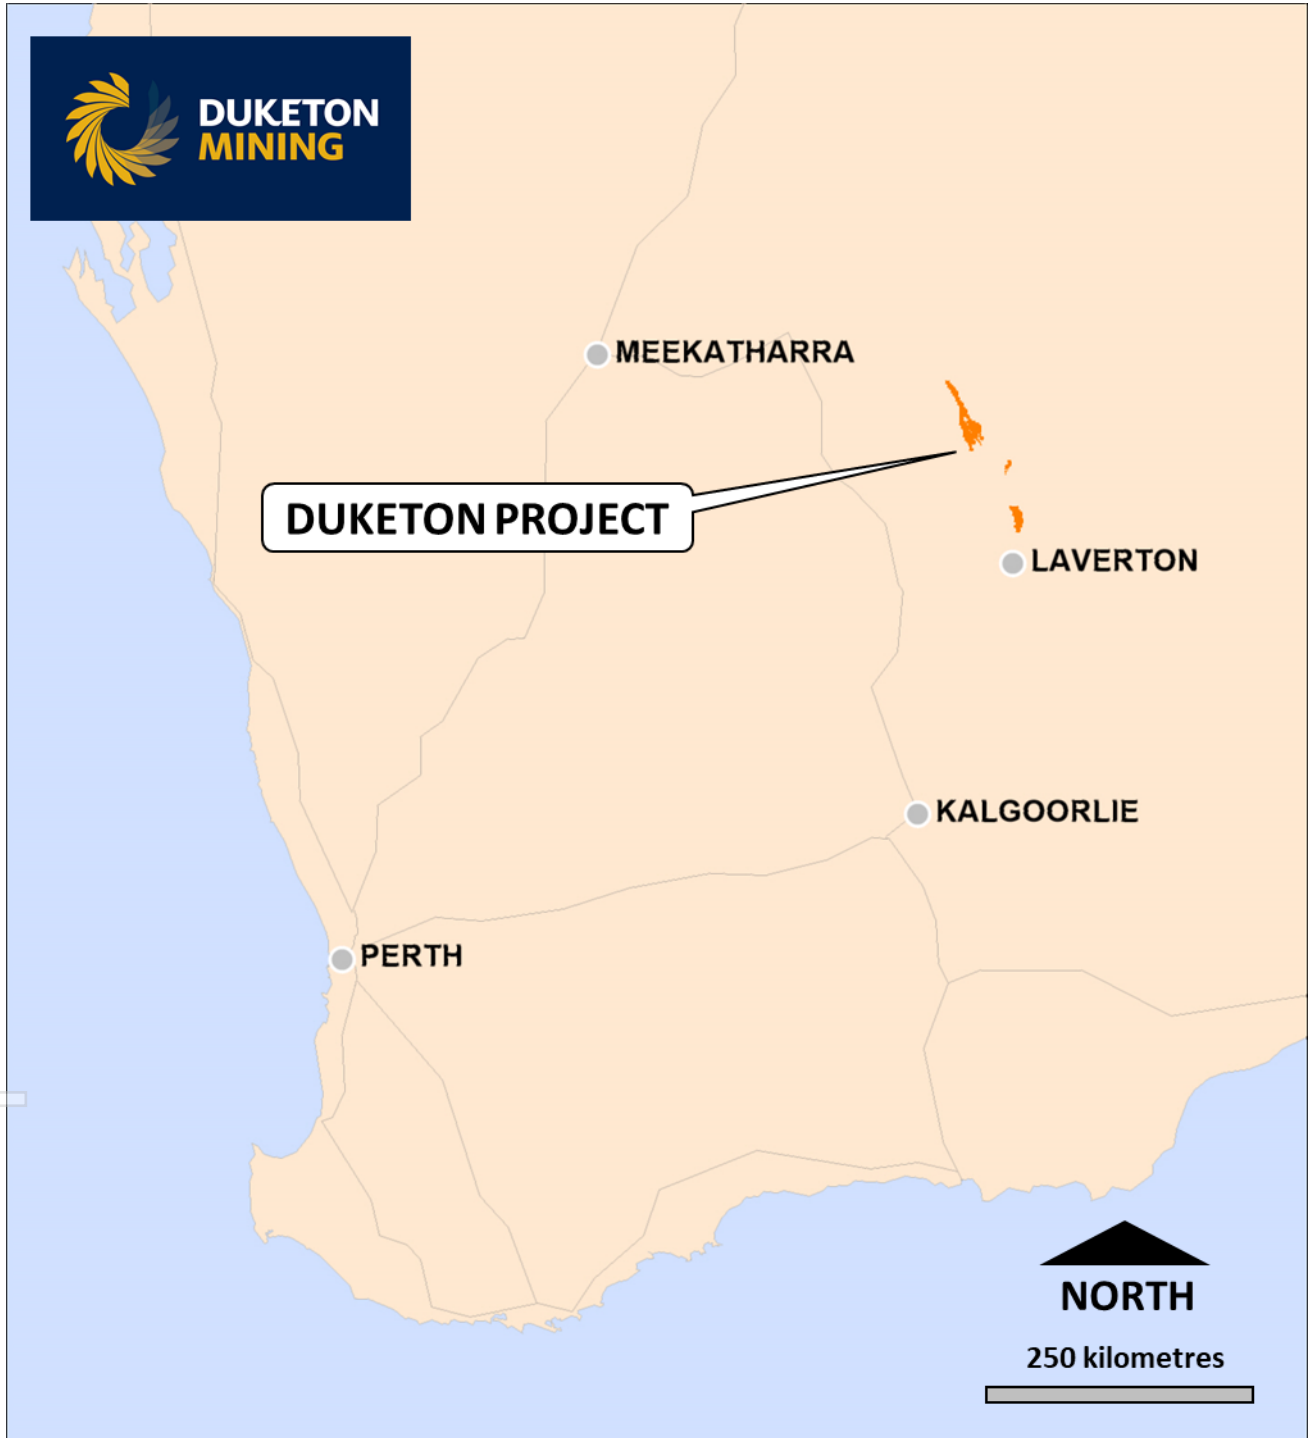 DUKETON
MINING
MEEKATHARRA
DUKETON PROJECT
LAVERTON
KALGOORLIE
PERTH
NORTH
250 kilometres